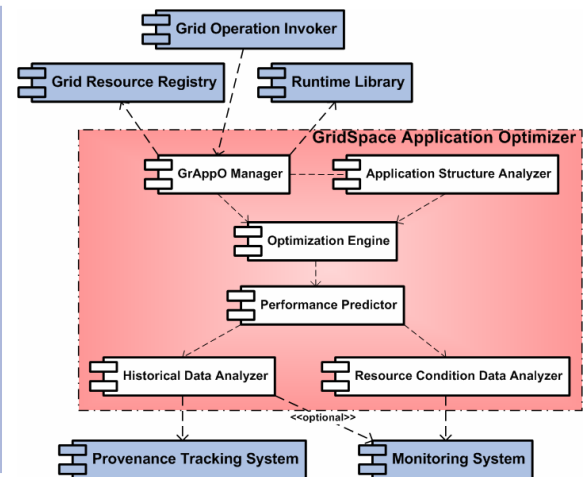 Grid Operation Invoker
Grid Resource Registry
Runtime Library
GridSpace Application Optimizer
GrAppO Manager
Application Structure Analyzer
Optimization Engine
Performance Predictor
Historical Data Analyzer
Resource Condition Data Analyzer
<<optional>>
Provenance Tracking System
Monitoring System